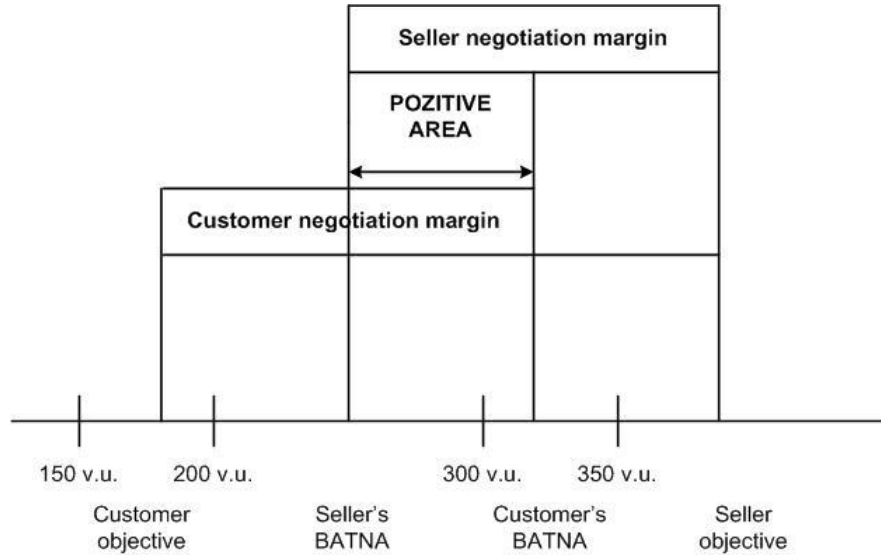 Seller negotiation margin
POZITIVE
AREA
Customer negotiation margin
150 v.u.
200 v.u.
300 v.u.
350 v.u.
Customer
objective
Seller's
BATNA
Customer's
BATNA
Seller
objective